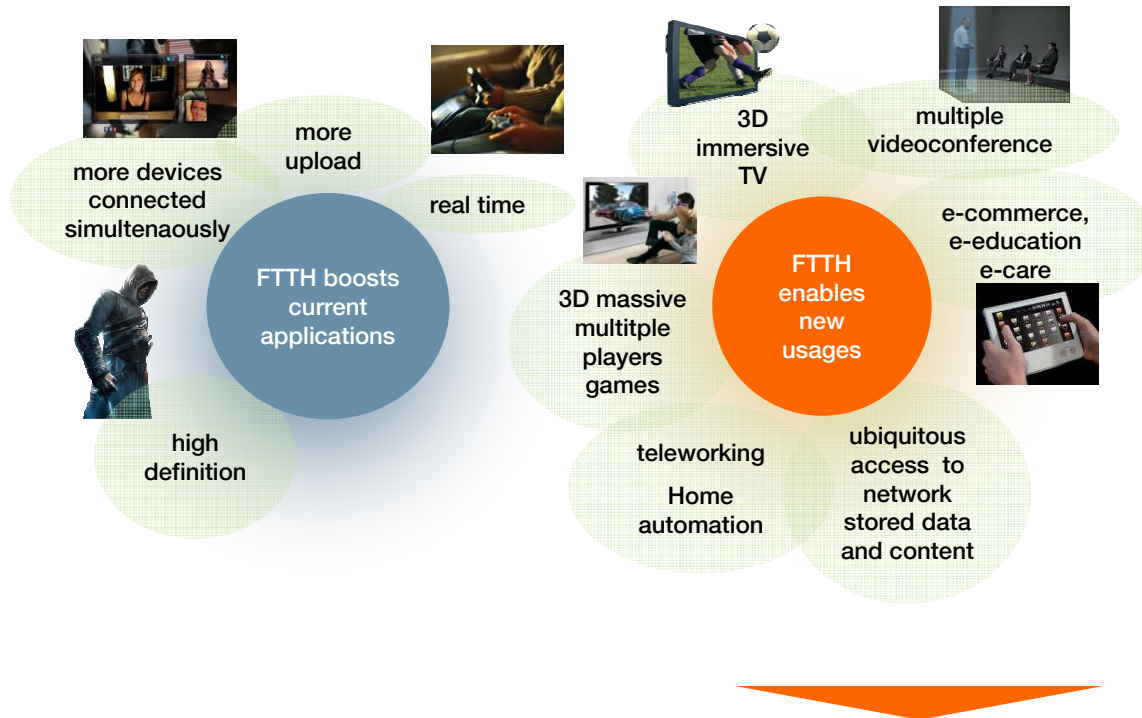 more
upload
more devices
connected
simultenaously
real time
FTTH boosts
current
applications
high
definition
3D
immersive
TV
multiple
videoconference
e-commerce,
e-education
e-care
FTTH
enables
new
usages
3D massive
multitple
players
games
teleworking
Home
automation
ubiquitous
access to
network
stored data
and content